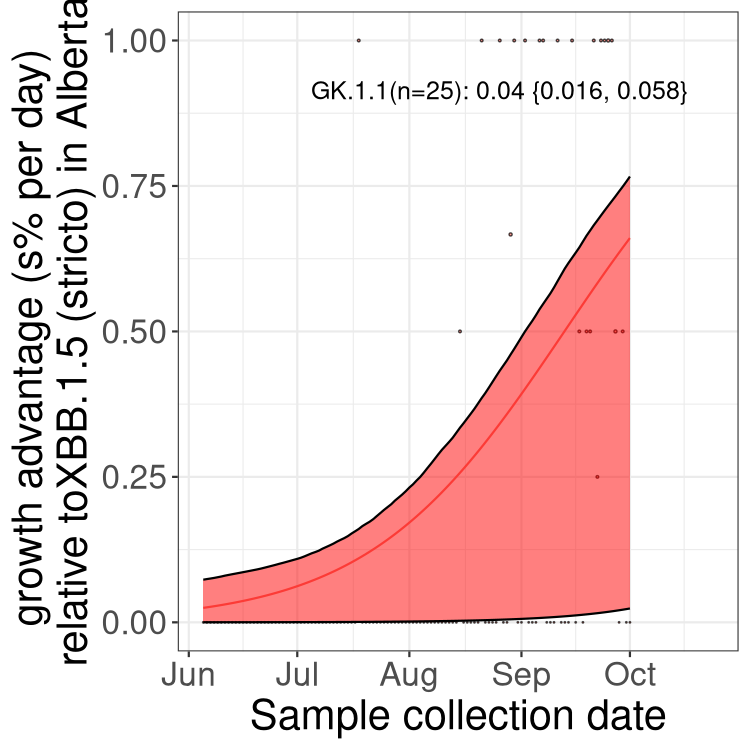 growth advantage (s% per day)
relative toXBB.1.5 (stricto) in Alberta
1.00
0.75
0.50
0.25
0.00
GK.1.1(n=25): 0.04 {0.016, 0.058}
Jun Jul Aug Sep Oct
Sample collection date